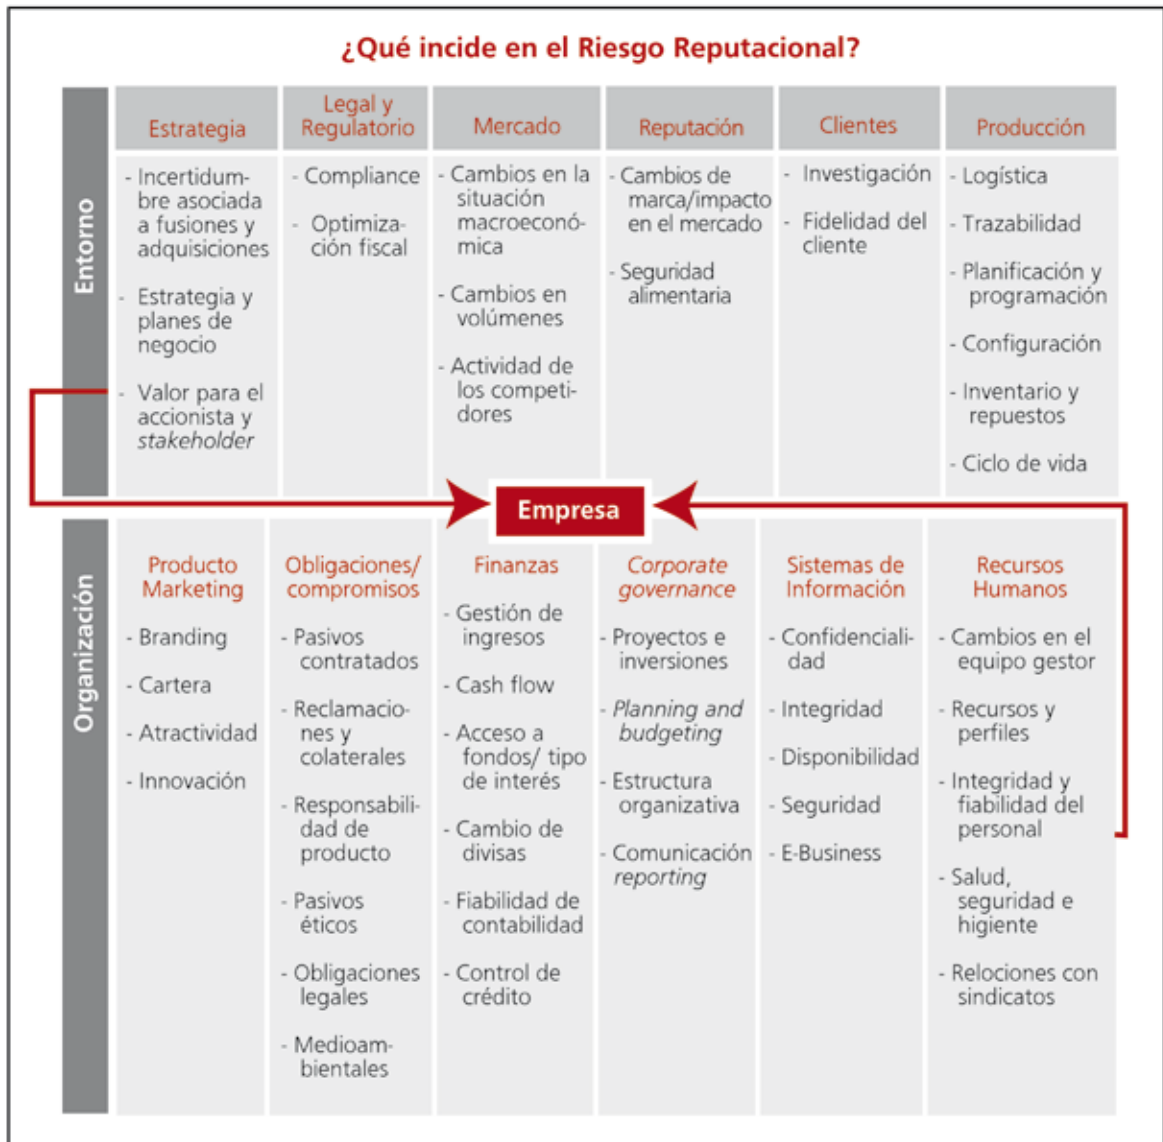 ¿Qué incide en el Riesgo Reputacional?
Entorno
Estrategia
- Incertidum-
bre asociada
a fusiones y
adquisiciones
- Estrategia y
planes de
negocio
- Valor para el
accionista y
stakeholder
Legal y
Regulatorio
- Compliance
- Optimiza-
ción fiscal
Mercado
- Cambios en la
situación
macroeconó-
mica
- Cambios en
volúmenes
- Actividad de
los competi-
dores
Reputación
- Cambios de
marca/impacto
en el mercado
- Seguridad
alimentaria
Clientes
- Investigación
- Fidelidad del
cliente
Producción
- Logística
- Trazabilidad
- Planificación y
programación
- Configuración
- Inventario y
repuestos
- Ciclo de vida
Empresa
Organización
Producto
Marketing
- Branding
- Cartera
- Atractividad
- Innovación
Obligaciones/
compromisos
- Pasivos
contratados
- Reclamacio-
nes y
colaterales
- Responsabili-
dad de
producto
- Pasivos
éticos
- Obligaciones
legales
- Medioam-
bientales
Finanzas
- Gestión de
ingresos
- Cash flow
- Acceso a
fondos/ tipo
de interés
- Cambio de
divisas
- Fiabilidad de
contabilidad
- Control de
crédito
Corporate
governance
- Proyectos e
inversiones
- Planning and
budgeting
- Estructura
organizativa
- Comunicación
reporting
Sistemas de
Información
- Confidenciali-
dad
- Integridad
- Disponibilidad
- Seguridad
- E-Business
Recursos
Humanos
- Cambios en el
equipo gestor
- Recursos y
perfiles
- Integridad y
fiabilidad del
personal
- Salud,
seguridad e
higiente
- Relociones con
sindicatos